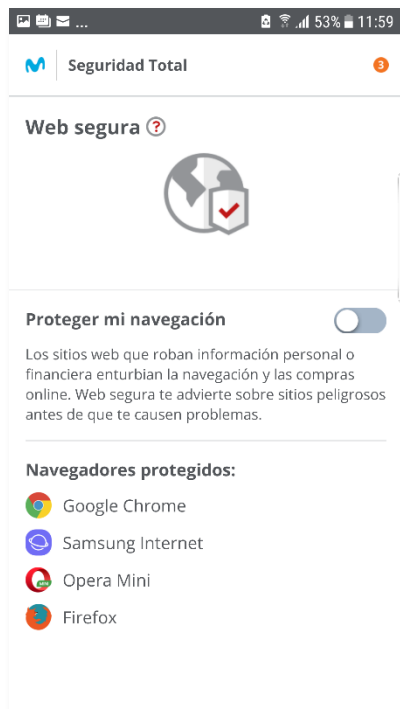 ... 53% 11:59
Seguridad Total 3
Web segura ?
Proteger mi navegación
Los sitios web que roban información personal o
financiera enturbian la navegación y las compras
online. Web segura te advierte sobre sitios peligrosos
antes de que te causen problemas.
Navegadores protegidos:
Google Chrome
Samsung Internet
Opera Mini
Firefox